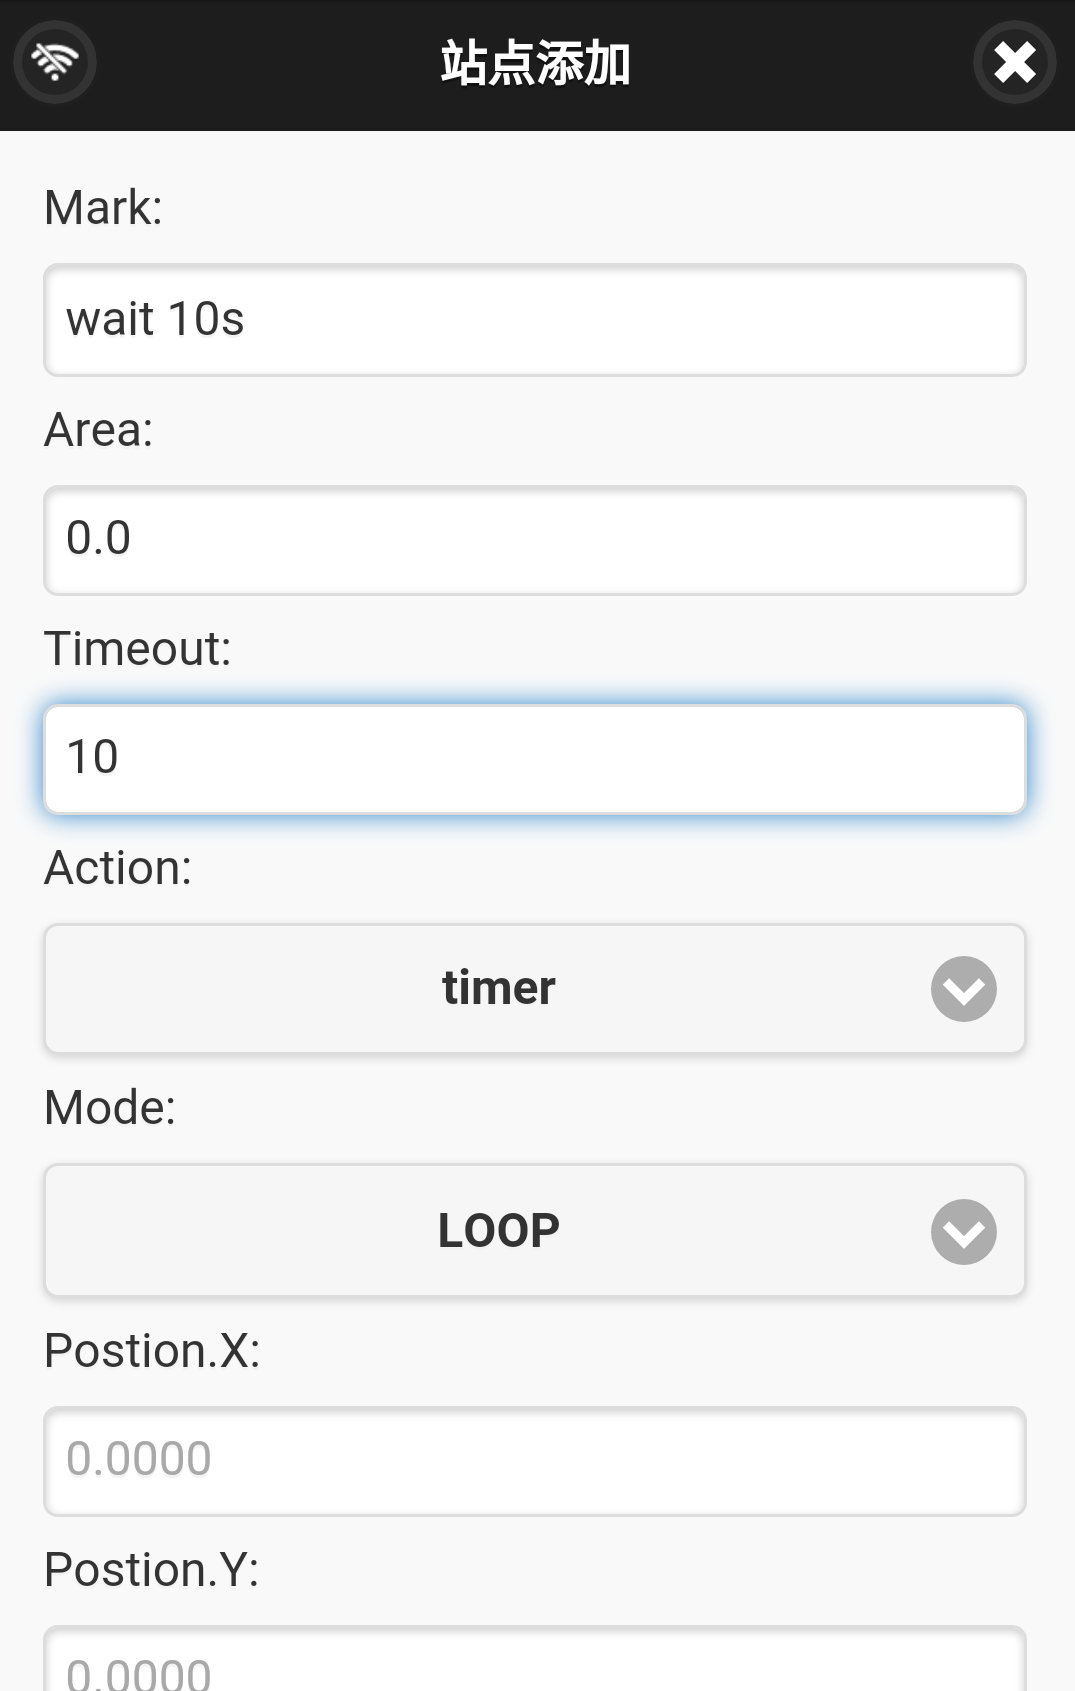 站点添加
Mark:
wait 10s
Area:
0.0
Timeout:
10
Action:
timer
Mode:
LOOP
Postion.X:
0.0000
Postion.Y:
0.0000